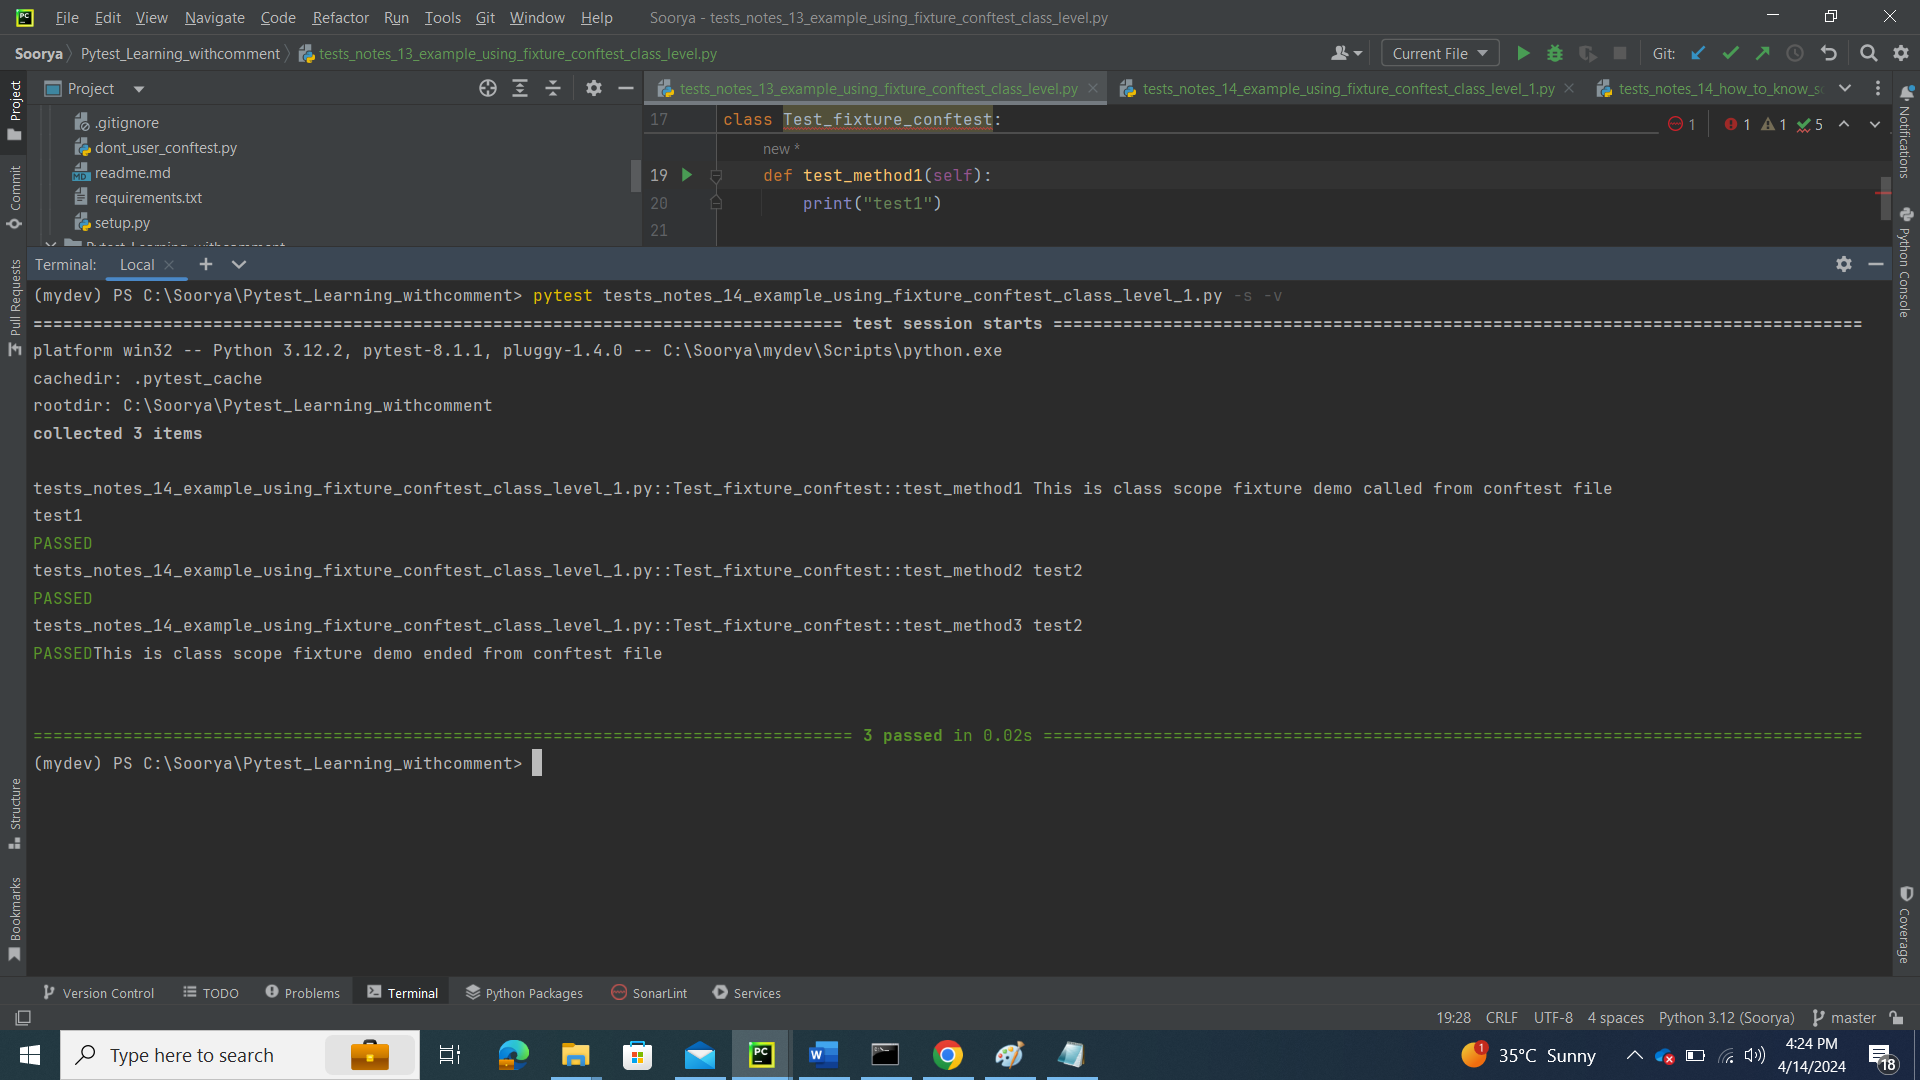 File Edit View Navigate Code Refactor Run Tools Git Window Help Soorya - tests_notes_13_example_using_fixture_conftest_class_level.py
Soorya Pytest_Learning_withcomment tests_notes_13_example_using_fixture_conftest_class_level.py Current File Git:
Project
tests_notes_13_example_using_fixture_conftest_class_level.py tests_notes_14_example_using_fixture_conftest_class_level_1.py tests_notes_14_how_to_know_s
.gitignore
dont_user_conftest.py
readme.md
requirements.txt
setup.py
Pytest_Learning_withcomment
17 class Test_fixture_conftest:
1 1 1 5
new *
19 def test_method1(self):
20 print("test1")
21
Terminal: Local
(mydev) PS C:\Soorya\Pytest_Learning_withcomment> pytest tests_notes_14_example_using_fixture_conftest_class_level_1.py -s -v
================================================================================= test session starts =================================================================================
platform win32 -- Python 3.12.2, pytest-8.1.1, pluggy-1.4.0 -- C:\Soorya\mydev\Scripts\python.exe
cachedir: .pytest_cache
rootdir: C:\Soorya\Pytest_Learning_withcomment
collected 3 items
tests_notes_14_example_using_fixture_conftest_class_level_1.py::Test_fixture_conftest::test_method1 This is class scope fixture demo called from conftest file
test1
PASSED
tests_notes_14_example_using_fixture_conftest_class_level_1.py::Test_fixture_conftest::test_method2 test2
PASSED
tests_notes_14_example_using_fixture_conftest_class_level_1.py::Test_fixture_conftest::test_method3 test2
PASSEDThis is class scope fixture demo ended from conftest file
================================================================================== 3 passed in 0.02s ==================================================================================
(mydev) PS C:\Soorya\Pytest_Learning_withcomment>
Project
Commit
Pull Requests
Structure
Bookmarks
Notifications
Python Console
Coverage
Version Control TODO Problems Terminal Python Packages SonarLint Services
19:28 CRLF UTF-8 4 spaces Python 3.12 (Soorya) master
Type here to search
1 35°C Sunny
4:24 PM
4/14/2024
18